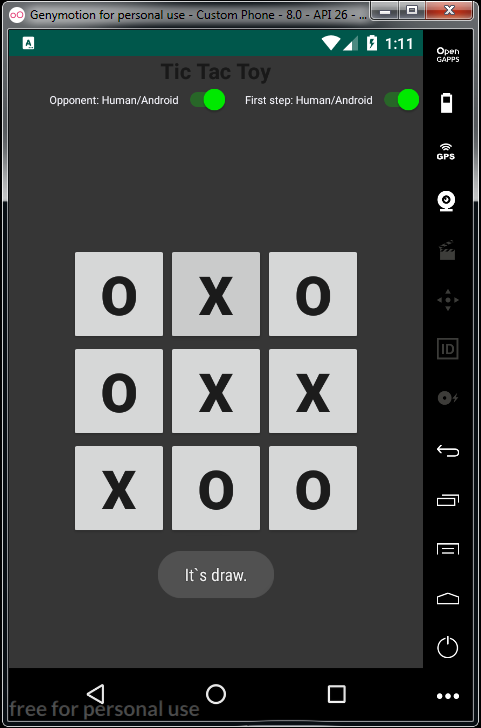 Genymotion for personal use - Custom Phone - 8.0 - API 26 - ...
A 1:11
Open
GAPPS
Tic Tac Toy
Opponent: Human/Android First step: Human/Android
GPS
O X O
ID
O X X
X O O
It`s draw.
free for personal use